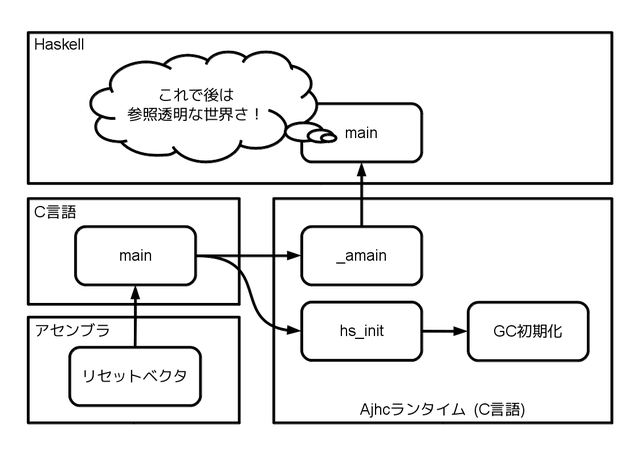 Haskell
これで後は
参照透明な世界さ！
main
C言語
main
_amain
アセンブラ
リセットベクタ
hs_init
GC初期化
Ajhcランタイム (C言語)